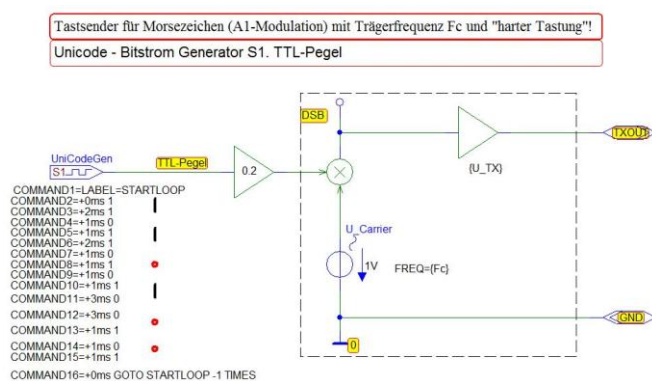 Tastsender für Morsezeichen (A1-Modulation) mit Trägerfrequenz Fc und "harter Tastung"!
Unicode - Bitstrom Generator S1. TTL-Pegel
DSB
TXOUT
UniCodeGen
S1
TTL-Pegel
0.2
{U_TX}
U_Carrier
1V
FREQ={Fc}
GND
0
COMMAND1=LABEL=STARTLOOP
COMMAND2=+0ms 1
COMMAND3=+2ms 1
COMMAND4=+1ms 0
COMMAND5=+1ms 1
COMMAND6=+2ms 1
COMMAND7=+1ms 0
COMMAND8=+1ms 1
COMMAND9=+1ms 0
COMMAND10=+1ms 1
COMMAND11=+3ms 0
COMMAND12=+3ms 0
COMMAND13=+1ms 1
COMMAND14=+1ms 0
COMMAND15=+1ms 1
COMMAND16=+0ms GOTO STARTLOOP -1 TIMES